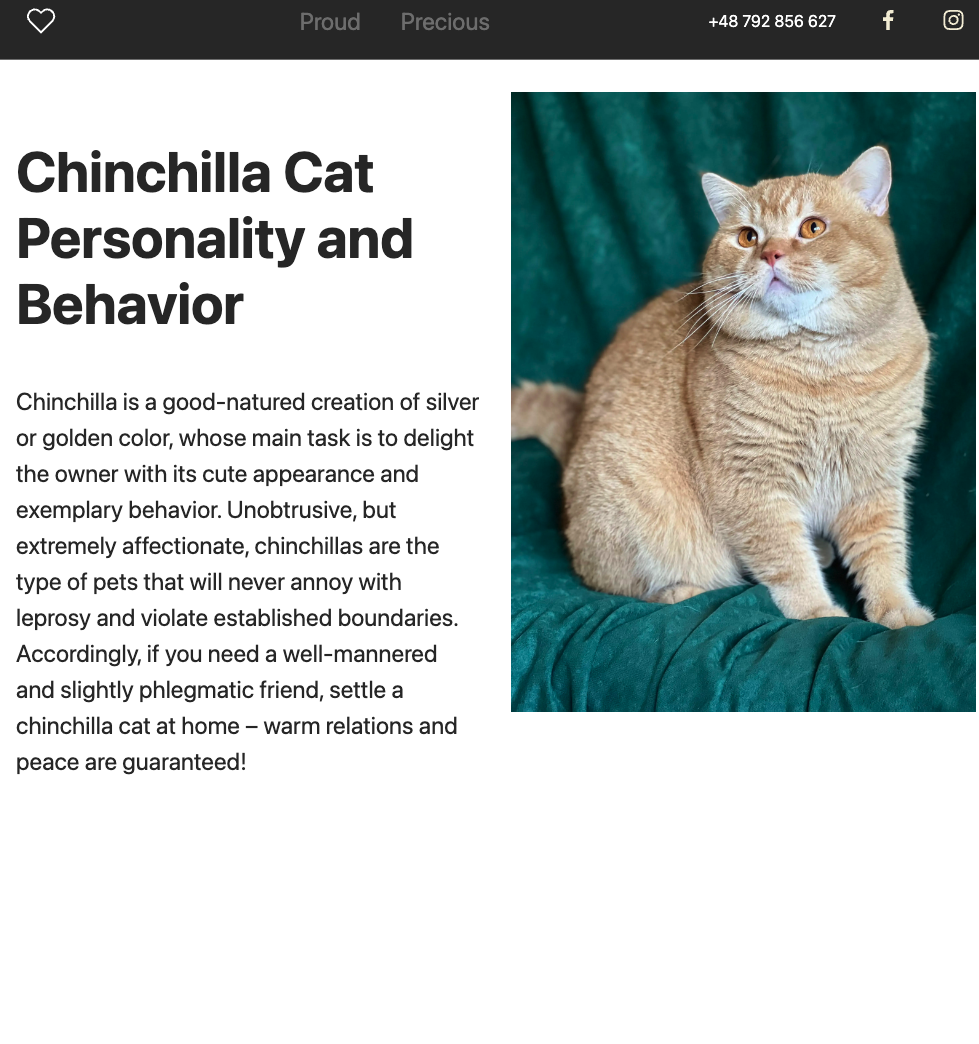 Proud Precious +48 792 856 627
Chinchilla Cat
Personality and
Behavior
Chinchilla is a good-natured creation of silver
or golden color, whose main task is to delight
the owner with its cute appearance and
exemplary behavior. Unobtrusive, but
extremely affectionate, chinchillas are the
type of pets that will never annoy with
leprosy and violate established boundaries.
Accordingly, if you need a well-mannered
and slightly phlegmatic friend, settle a
chinchilla cat at home – warm relations and
peace are guaranteed!